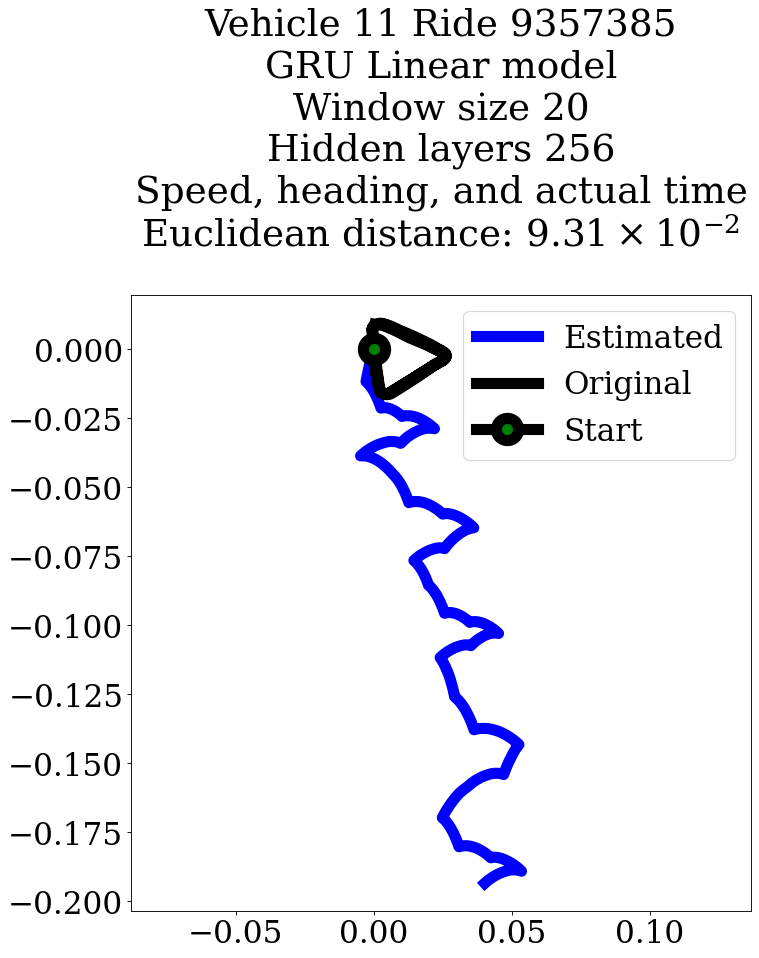 Vehicle 11 Ride 9357385
GRU Linear model
Window size 20
Hidden layers 256
Speed, heading, and actual time
Euclidean distance: 9.31 × 10⁻²
Estimated
Original
Start
0.000
−0.025
−0.050
−0.075
−0.100
−0.125
−0.150
−0.175
−0.200
−0.05 0.00 0.05 0.10